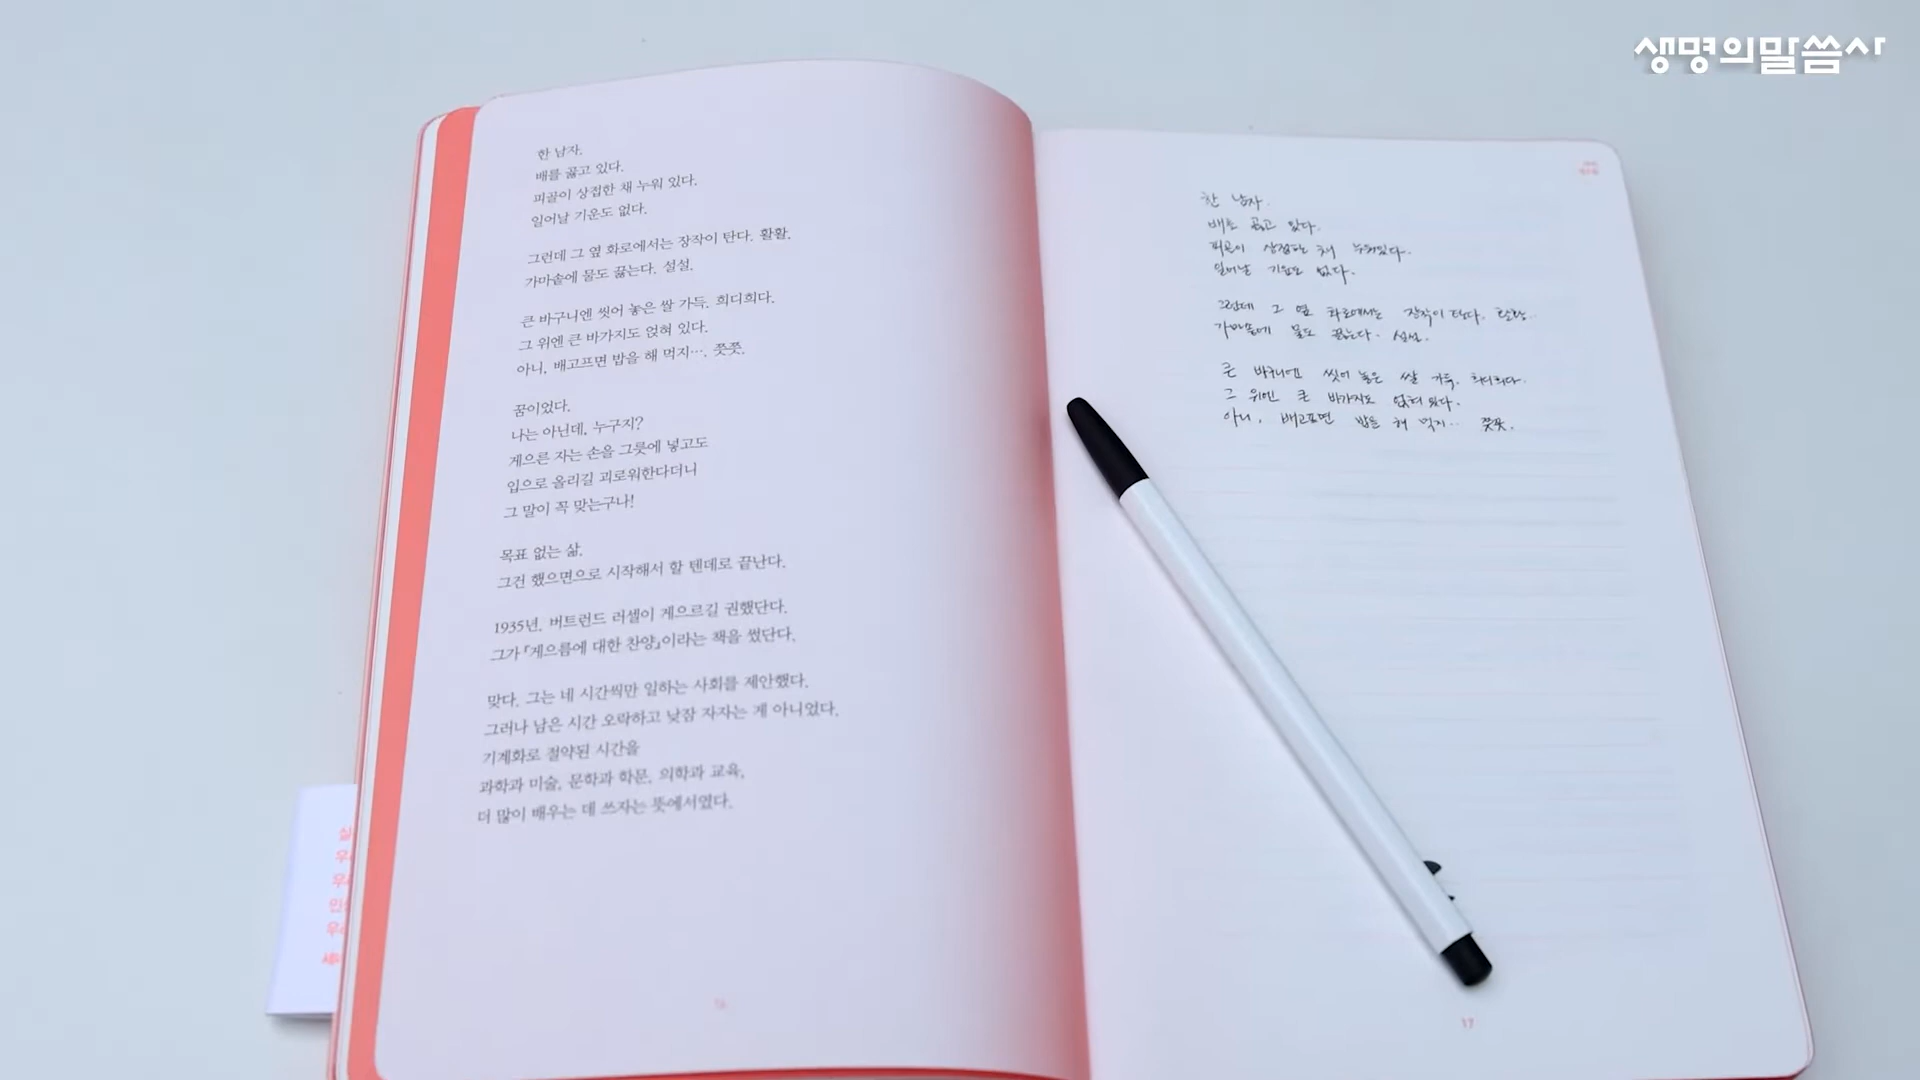 생명의말씀사
한 남자.
배를 곯고 있다.
피골이 상접한 채 누워 있다.
일어날 기운도 없다.
그런데 그 옆 화로에서는 장작이 탄다. 활활.
가마솥에 물도 끓는다. 설설.
큰 바구니엔 씻어 놓은 쌀 가득. 희디희다.
그 위엔 큰 바가지도 얹혀 있다.
아니, 배고프면 밥을 해 먹지…. 쯧쯧.
꿈이었다.
나는 아닌데, 누구지?
게으른 자는 손을 그릇에 넣고도
입으로 올리길 괴로워한다더니
그 말이 꼭 맞는구나!
목표 없는 삶.
그건 했으면으로 시작해서 할 텐데로 끝난다.
1935년. 버트런드 러셀이 게으르길 권했단다.
그가 『게으름에 대한 찬양』이라는 책을 썼단다.
맞다. 그는 네 시간씩만 일하는 사회를 제안했다.
그러나 남은 시간 오락하고 낮잠 자자는 게 아니었다.
기계화로 절약된 시간을
과학과 미술, 문학과 학문, 의학과 교육,
더 많이 배우는 데 쓰자는 뜻에서였다.
한 남자.
배를 곯고 있다.
피골이 상접한 채 누워있다.
일어날 기운도 없다.
그런데 그 옆 화로에서는 장작이 탄다. 활활.
가마솥에 물도 끓는다. 설설.
큰 바구니엔 씻어 놓은 쌀 가득. 희디희다.
그 위엔 큰 바가지도 얹혀 있다.
아니, 배고프면 밥을 해 먹지… 쯧쯧.
17